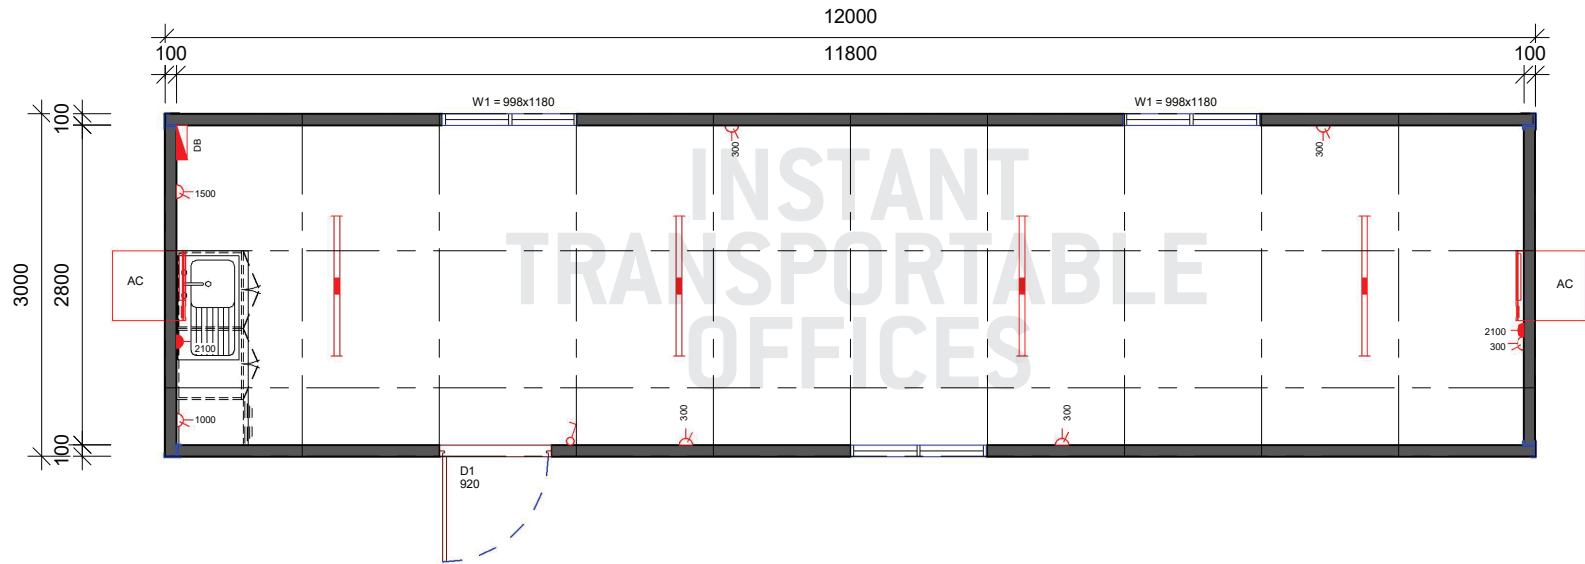 12000
100
11800
100
W1 = 998x1180
W1 = 998x1180
100
DB
300
300
1500
INSTANT
TRANSPORTABLE
OFFICES
3000
2800
AC
AC
2100
2100
300
1000
300
300
100
D1
920